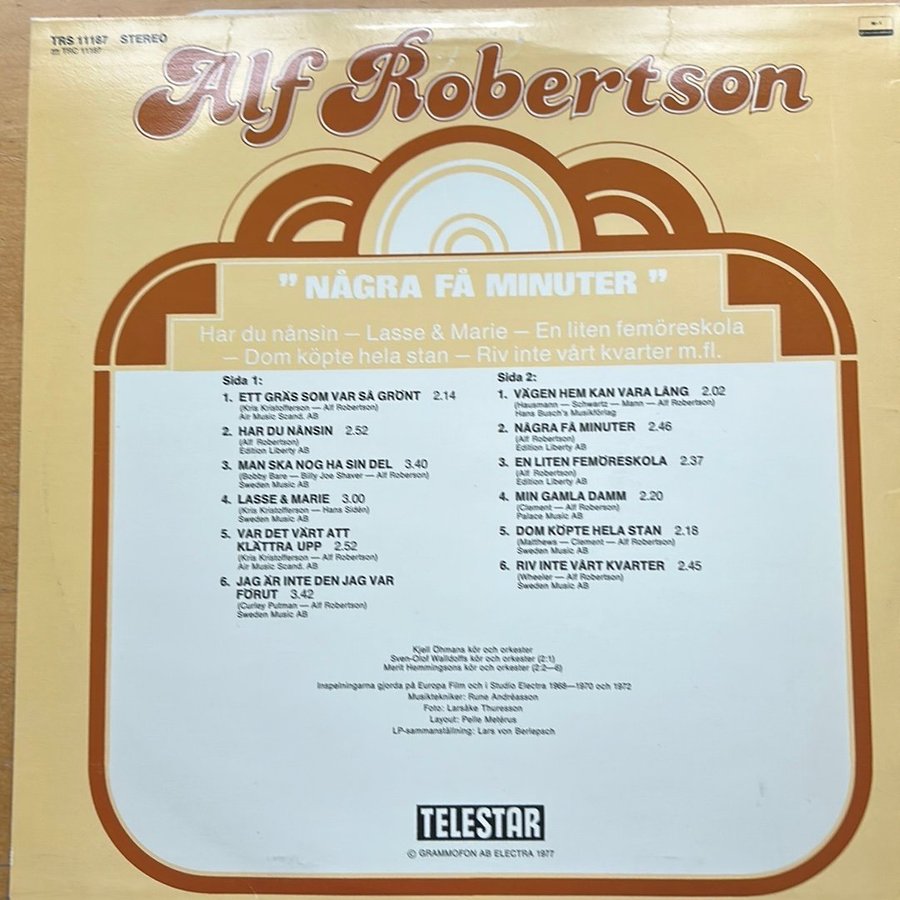 TRS 11187 STEREO
TRC 11187
Alf Robertson
" NÅGRA FÅ MINUTER "
Har du nånsin – Lasse & Marie – En liten femöreskola
– Dom köpte hela stan – Riv inte vårt kvarter m.fl.
Sida 1:
1. ETT GRÄS SOM VAR SÅ GRÖNT 2.14
(Kris Kristofferson — Alf Robertson)
Air Music Scand. AB
2. HAR DU NÅNSIN 2.52
(Alf Robertson)
Edition Liberty AB
3. MAN SKA NOG HA SIN DEL 3.40
(Bobby Bare — Billy Joe Shaver — Alf Roberson)
Sweden Music AB
4. LASSE & MARIE 3.00
(Kris Kristofferson — Hans Sidén)
Sweden Music AB
5. VAR DET VÄRT ATT
KLÄTTRA UPP 2.52
(Kris Kristofferson — Alf Robertson)
Air Music Scand. AB
6. JAG ÄR INTE DEN JAG VAR
FÖRUT 3.42
(Curley Putman — Alf Robertson)
Sweden Music AB
Sida 2:
1. VÄGEN HEM KAN VARA LÅNG 2.02
(Hausmann — Schwartz — Mann — Alf Robertson)
Hans Busch's Musikförlag
2. NÅGRA FÅ MINUTER 2.46
(Alf Robertson)
Edition Liberty AB
3. EN LITEN FEMÖRESKOLA 2.37
(Alf Robertson)
Edition Liberty AB
4. MIN GAMLA DAMM 2.20
(Clement — Alf Roberson)
Palace Music AB
5. DOM KÖPTE HELA STAN 2.18
(Matthews — Clement — Alf Robertson)
Sweden Music AB
6. RIV INTE VÅRT KVARTER 2.45
(Wheeler — Alf Robertson)
Sweden Music AB
Kjell Öhmans kör och orkester
Sven-Olof Walldoffs kör och orkester (2:1)
Merit Hemmingsons kör och orkester (2:2—6)
Inspelningarna gjorda på Europa Film och i Studio Electra 1968—1970 och 1972
Musiktekniker: Rune Andréasson
Foto: Larsåke Thuresson
Layout: Pelle Metérus
LP-sammanställning: Lars von Berlepsch
TELESTAR
© GRAMMOFON AB ELECTRA 1977